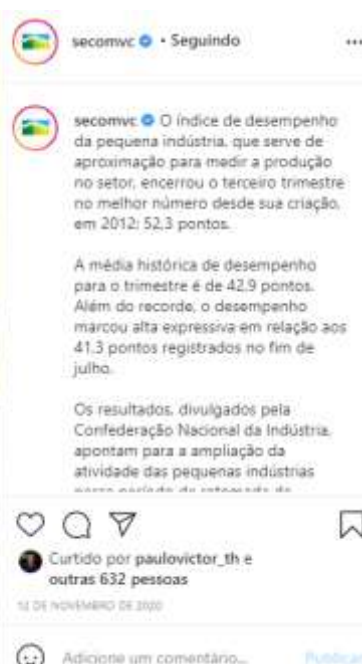 secomvc • Seguindo
...
secomvc O índice de desempenho
da pequena indústria, que serve de
aproximação para medir a produção
no setor, encerrou o terceiro trimestre
no melhor número desde sua criação,
em 2012: 52,3 pontos.
A média histórica de desempenho
para o trimestre é de 42,9 pontos.
Além do recorde, o desempenho
marcou alta expressiva em relação aos
41,3 pontos registrados no fim de
julho.
Os resultados, divulgados pela
Confederação Nacional da Indústria,
apontam para a ampliação da
atividade das pequenas indústrias
Curtido por paulovictor_th e
outras 632 pessoas
12 DE NOVEMBRO DE 2020
Adicione um comentário...
Publicar